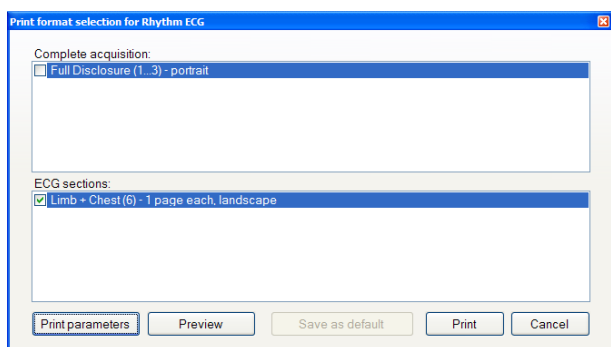 Print format selection for Rhythm ECG
Complete acquisition:
Full Disclosure (1...3) - portrait
ECG sections:
Limb + Chest (6) - 1 page each, landscape
Print parameters Preview Save as default Print Cancel